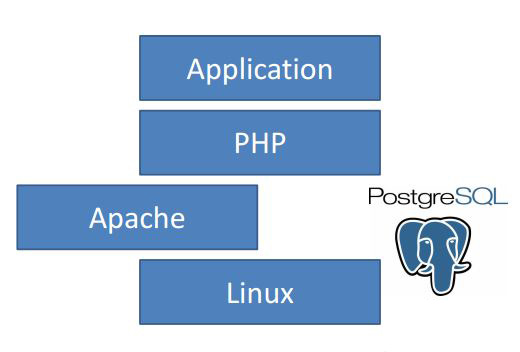 Application
PHP
Apache
PostgreSQL
Linux